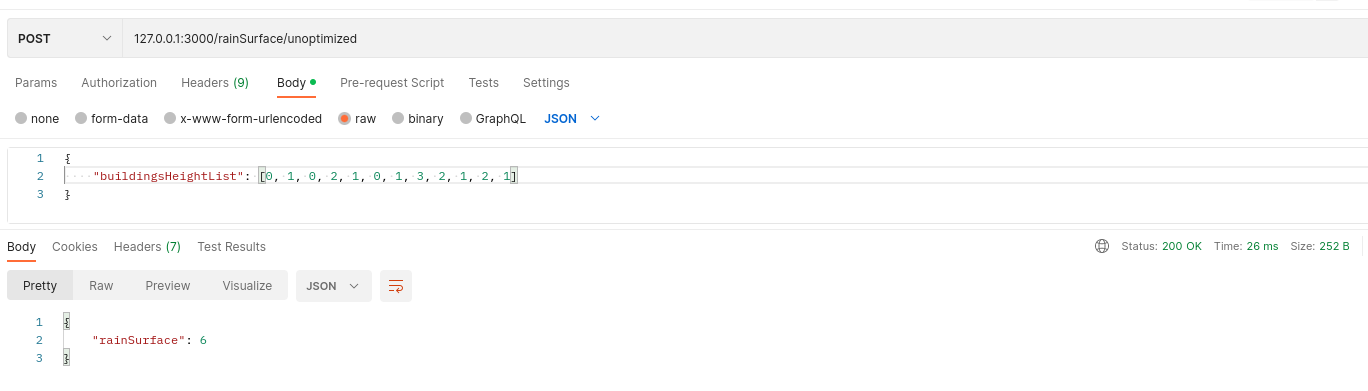 POST 127.0.0.1:3000/rainSurface/unoptimized
Params Authorization Headers (9) Body Pre-request Script Tests Settings
none form-data x-www-form-urlencoded raw binary GraphQL JSON
1 {
2 "buildingsHeightList": [0, 1, 0, 2, 1, 0, 1, 3, 2, 1, 2, 1]
3 }
Body Cookies Headers (7) Test Results Status: 200 OK Time: 26 ms Size: 252 B
Pretty Raw Preview Visualize JSON
1 {
2 "rainSurface": 6
3 }